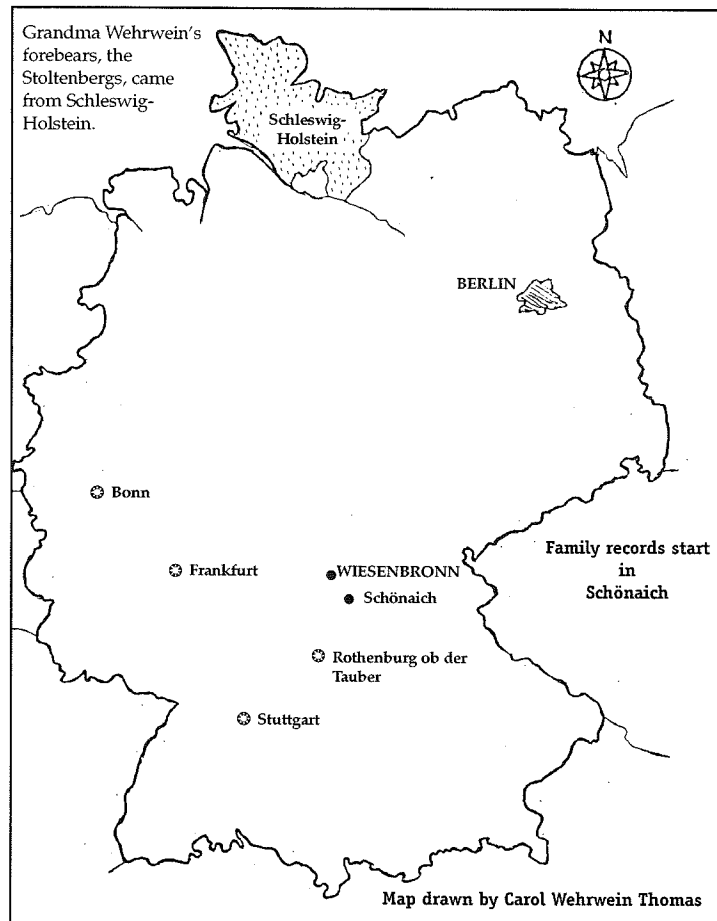 Grandma Wehrwein's
forebears, the
Stoltenbergs, came
from Schleswig-
Holstein.
N
Schleswig-
Holstein
BERLIN
Bonn
Frankfurt
WIESENBRONN
Schönaich
Family records start
in
Schönaich
Rothenburg ob der
Tauber
Stuttgart
Map drawn by Carol Wehrwein Thomas